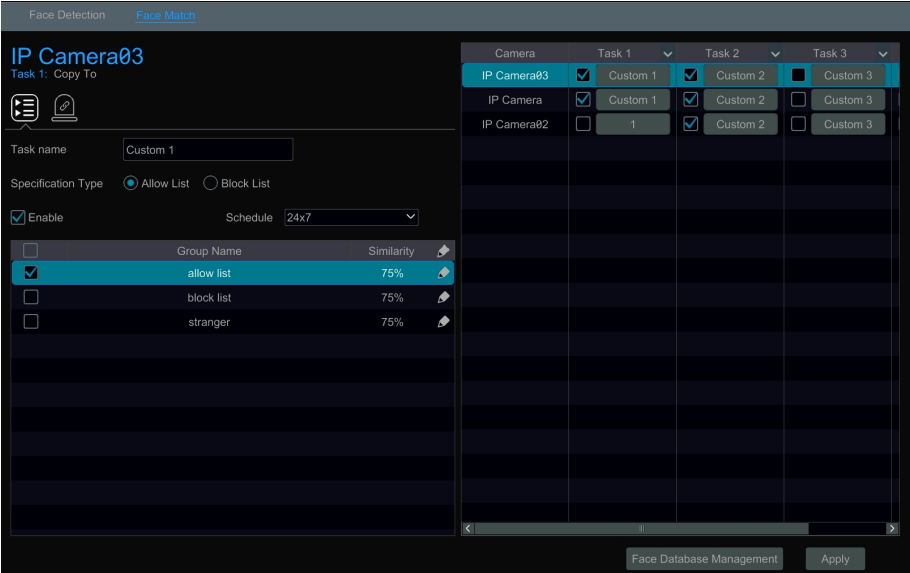 Face Detection Face Match
IP Camera03
Task 1: Copy To
Task name Custom 1
Specification Type Allow List Block List
Enable Schedule 24x7
Group Name Similarity
allow list 75%
block list 75%
stranger 75%
Camera Task 1 Task 2 Task 3
IP Camera03 Custom 1 Custom 2 Custom 3
IP Camera Custom 1 Custom 2 Custom 3
IP Camera02 1 Custom 2 Custom 3
Face Database Management Apply